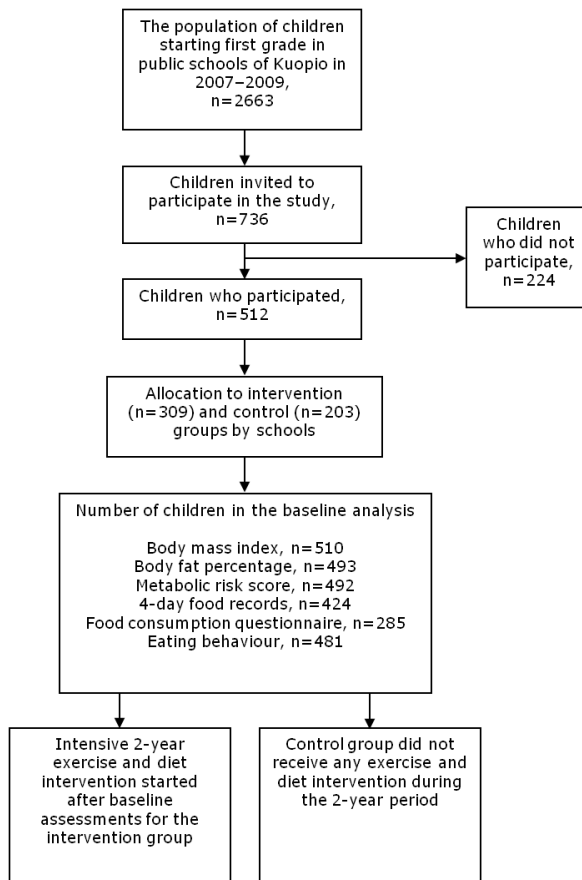 The population of children
starting first grade in
public schools of Kuopio in
2007–2009,
n=2663
Children invited to
participate in the study,
n=736
Children
who did not
participate,
n=224
Children who participated,
n=512
Allocation to intervention
(n=309) and control (n=203)
groups by schools
Number of children in the baseline analysis
Body mass index, n=510
Body fat percentage, n=493
Metabolic risk score, n=492
4-day food records, n=424
Food consumption questionnaire, n=285
Eating behaviour, n=481
Intensive 2-year
exercise and diet
intervention started
after baseline
assessments for the
intervention group
Control group did not
receive any exercise and
diet intervention during
the 2-year period